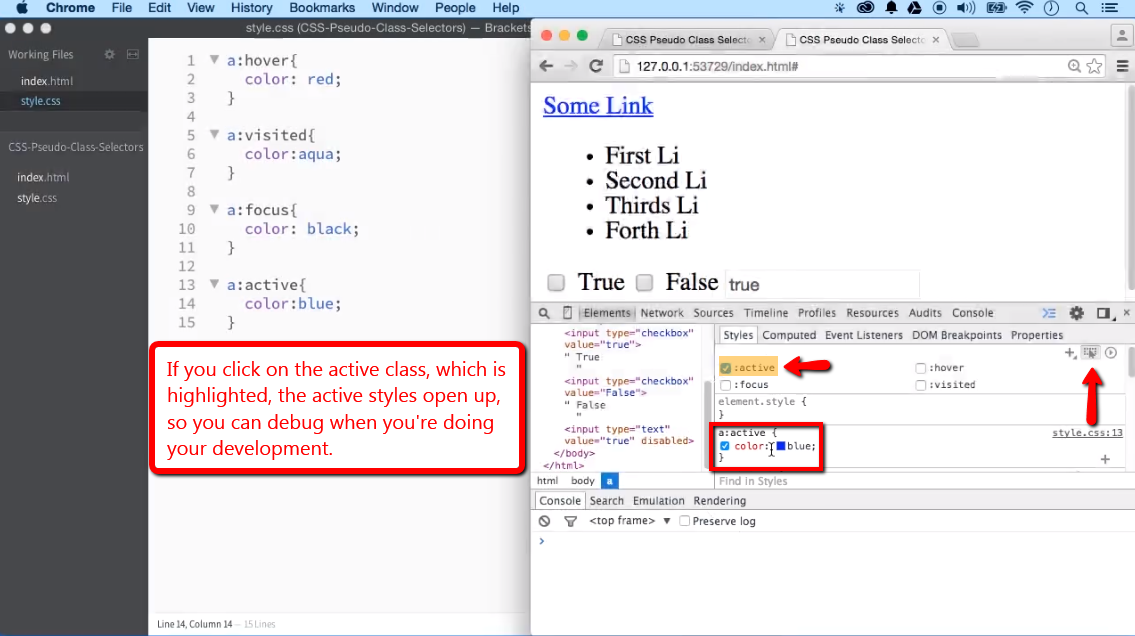 Chrome File Edit View History Bookmarks Window People Help
style.css (CSS-Pseudo-Class-Selectors) — Brackets
Working Files
index.html
style.css
CSS-Pseudo-Class-Selectors
index.html
style.css
1 a:hover{
2 color: red;
3 }
4
5 a:visited{
6 color:aqua;
7 }
8
9 a:focus{
10 color: black;
11 }
12
13 a:active{
14 color:blue;
15 }
If you click on the active class, which is
highlighted, the active styles open up,
so you can debug when you're doing
your development.
Line 14, Column 14 — 15 Lines
CSS Pseudo Class Selecto × CSS Pseudo Class Selecto ×
127.0.0.1:53729/index.html#
Some Link
• First Li
• Second Li
• Thirds Li
• Forth Li
True False true
Elements Network Sources Timeline Profiles Resources Audits Console
<input type="checkbox"
value="true">
" True
"
<input type="checkbox"
value="False">
" False
"
<input type="text"
value="true" disabled>
</body>
</html>
html body a
Styles Computed Event Listeners DOM Breakpoints Properties
:active :hover
:focus :visited
element.style {
}
a:active { style.css:13
color: blue;
}
Find in Styles
Console Search Emulation Rendering
<top frame> ▼ Preserve log
>